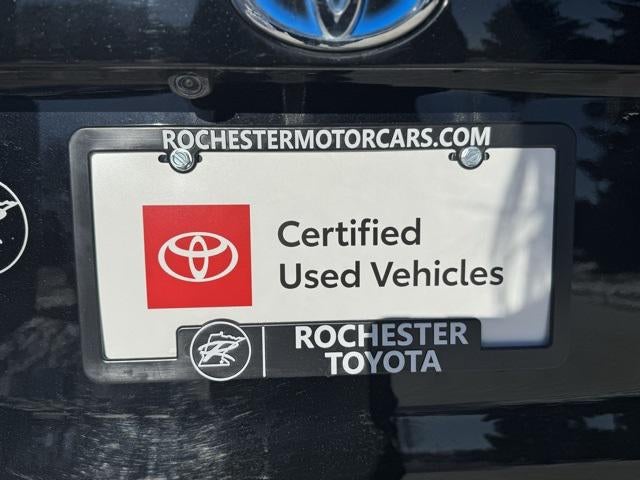 ROCHESTERMOTORCARS.COM
Certified
Used Vehicles
ROCHESTER
TOYOTA